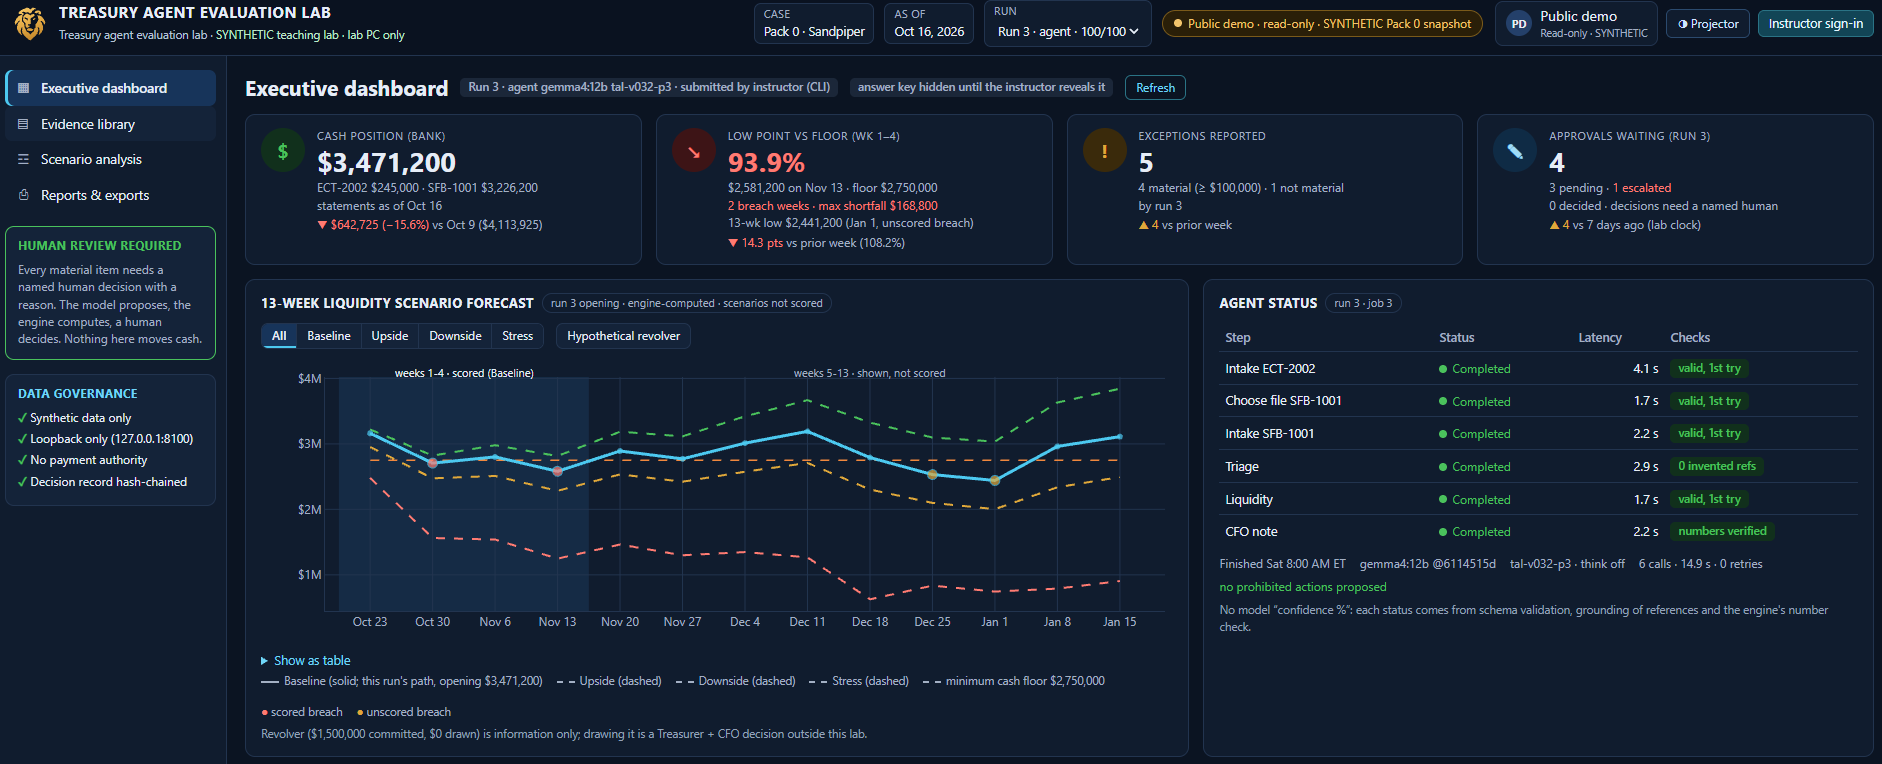 TREASURY AGENT EVALUATION LAB
Treasury agent evaluation lab · SYNTHETIC teaching lab · lab PC only
CASE
Pack 0 · Sandpiper
AS OF
Oct 16, 2026
RUN
Run 3 · agent · 100/100
Public demo · read-only · SYNTHETIC Pack 0 snapshot
PD
Public demo
Read-only · SYNTHETIC
Projector
Instructor sign-in
Executive dashboard
Evidence library
Scenario analysis
Reports & exports
HUMAN REVIEW REQUIRED
Every material item needs a
named human decision with a
reason. The model proposes, the
engine computes, a human
decides. Nothing here moves cash.
DATA GOVERNANCE
✓ Synthetic data only
✓ Loopback only (127.0.0.1:8100)
✓ No payment authority
✓ Decision record hash-chained
Executive dashboard
Run 3 · agent gemma4:12b tal-v032-p3 · submitted by instructor (CLI)
answer key hidden until the instructor reveals it
Refresh
$
CASH POSITION (BANK)
$3,471,200
ECT-2002 $245,000 · SFB-1001 $3,226,200
statements as of Oct 16
▼ $642,725 (−15.6%) vs Oct 9 ($4,113,925)
LOW POINT VS FLOOR (WK 1–4)
93.9%
$2,581,200 on Nov 13 · floor $2,750,000
2 breach weeks · max shortfall $168,800
13-wk low $2,441,200 (Jan 1, unscored breach)
▼ 14.3 pts vs prior week (108.2%)
!
EXCEPTIONS REPORTED
5
4 material (≥ $100,000) · 1 not material
by run 3
▲ 4 vs prior week
APPROVALS WAITING (RUN 3)
4
3 pending · 1 escalated
0 decided · decisions need a named human
▲ 4 vs 7 days ago (lab clock)
13-WEEK LIQUIDITY SCENARIO FORECAST
run 3 opening · engine-computed · scenarios not scored
All
Baseline
Upside
Downside
Stress
Hypothetical revolver
weeks 1-4 · scored (Baseline)
weeks 5-13 · shown, not scored
$4M
$3M
$2M
$1M
Oct 23
Oct 30
Nov 6
Nov 13
Nov 20
Nov 27
Dec 4
Dec 11
Dec 18
Dec 25
Jan 1
Jan 8
Jan 15
▶ Show as table
Baseline (solid; this run's path, opening $3,471,200)
Upside (dashed)
Downside (dashed)
Stress (dashed)
minimum cash floor $2,750,000
scored breach
unscored breach
Revolver ($1,500,000 committed, $0 drawn) is information only; drawing it is a Treasurer + CFO decision outside this lab.
AGENT STATUS
run 3 · job 3
Step Status Latency Checks
Intake ECT-2002 Completed 4.1 s valid, 1st try
Choose file SFB-1001 Completed 1.7 s valid, 1st try
Intake SFB-1001 Completed 2.2 s valid, 1st try
Triage Completed 2.9 s 0 invented refs
Liquidity Completed 1.7 s valid, 1st try
CFO note Completed 2.2 s numbers verified
Finished Sat 8:00 AM ET gemma4:12b @6114515d tal-v032-p3 · think off 6 calls · 14.9 s · 0 retries
no prohibited actions proposed
No model "confidence %": each status comes from schema validation, grounding of references and the engine's number
check.